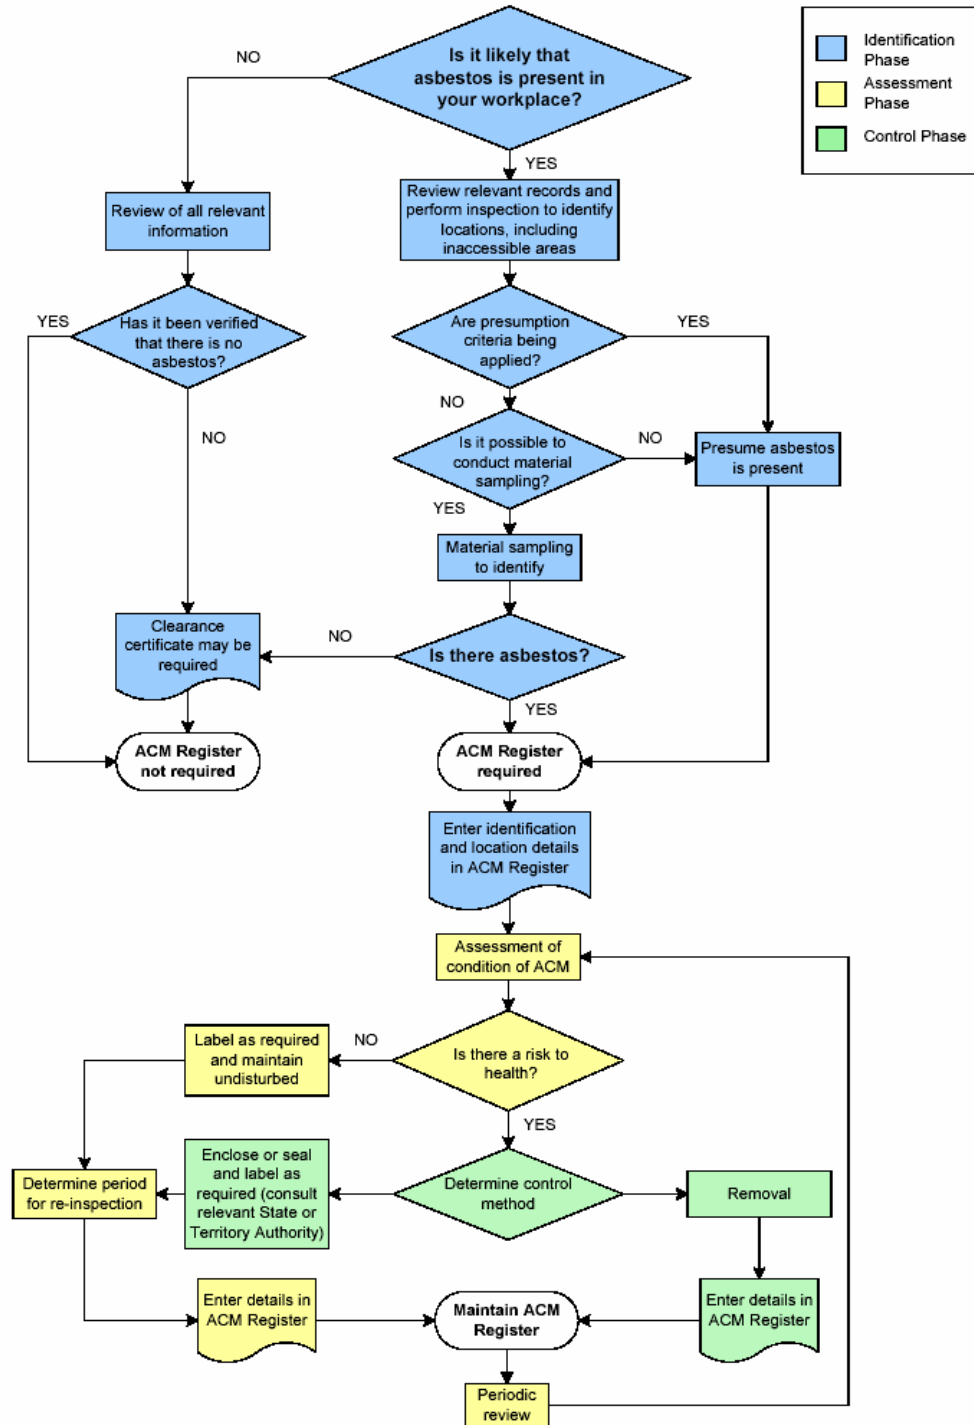 Is it likely that
asbestos is present in
your workplace?
NO
YES
Identification
Phase
Assessment
Phase
Control Phase
Review of all relevant
information
Review relevant records and
perform inspection to identify
locations, including
inaccessible areas
YES
Has it been verified
that there is no
asbestos?
NO
Are presumption
criteria being
applied?
YES
NO
Is it possible to
conduct material
sampling?
NO
Presume asbestos
is present
YES
Material sampling
to identify
Clearance
certificate may be
required
NO
Is there asbestos?
YES
ACM Register
not required
ACM Register
required
Enter identification
and location details
in ACM Register
Assessment of
condition of ACM
Label as required
and maintain
undisturbed
NO
Is there a risk to
health?
YES
Determine period
for re-inspection
Enclose or seal
and label as
required (consult
relevant State or
Territory Authority)
Determine control
method
Removal
Enter details in
ACM Register
Maintain ACM
Register
Enter details in
ACM Register
Periodic
review